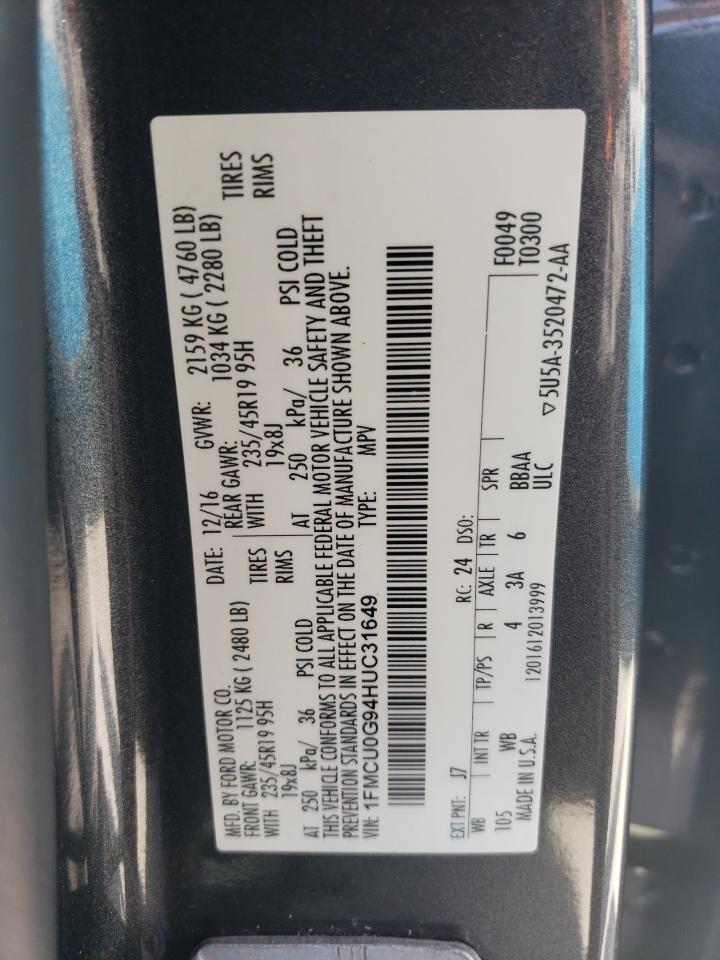 MFD. BY FORD MOTOR CO.
DATE: 12/16 GVWR: 2159 KG ( 4760 LB)
FRONT GAWR: 1125 KG ( 2480 LB)
REAR GAWR: 1034 KG ( 2280 LB)
WITH 235/45R19 95H TIRES
WITH 235/45R19 95H TIRES
19x8J RIMS
19x8J RIMS
AT 250 kPa/ 36 PSI COLD
AT 250 kPa/ 36 PSI COLD
THIS VEHICLE CONFORMS TO ALL APPLICABLE FEDERAL MOTOR VEHICLE SAFETY AND THEFT
PREVENTION STANDARDS IN EFFECT ON THE DATE OF MANUFACTURE SHOWN ABOVE.
VIN: 1FMCU0G94HUC31649 TYPE: MPV
EXT PNT: J7 RC: 24 DSO:
WB INT TR TP/PS R AXLE TR SPR F0049
105 WB 4 3A 6 BBAA T0300
MADE IN U.S.A. 1201612013999 ULC
▽5U5A-3520472-AA